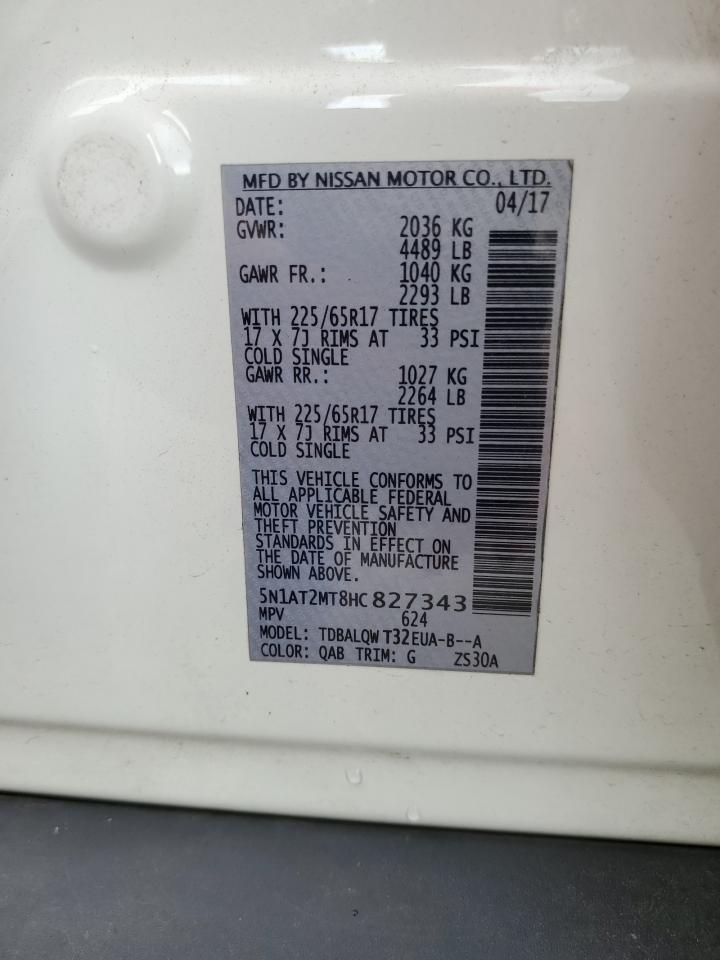 MFD BY NISSAN MOTOR CO., LTD.
DATE: 04/17
GVWR: 2036 KG
4489 LB
GAWR FR.: 1040 KG
2293 LB
WITH 225/65R17 TIRES
17 X 7J RIMS AT 33 PSI
COLD SINGLE
GAWR RR.: 1027 KG
2264 LB
WITH 225/65R17 TIRES
17 X 7J RIMS AT 33 PSI
COLD SINGLE
THIS VEHICLE CONFORMS TO
ALL APPLICABLE FEDERAL
MOTOR VEHICLE SAFETY AND
THEFT PREVENTION
STANDARDS IN EFFECT ON
THE DATE OF MANUFACTURE
SHOWN ABOVE.
5N1AT2MT8HC827343
MPV 624
MODEL: TDBALQWT32EUA-B--A
COLOR: QAB TRIM: G ZS30A